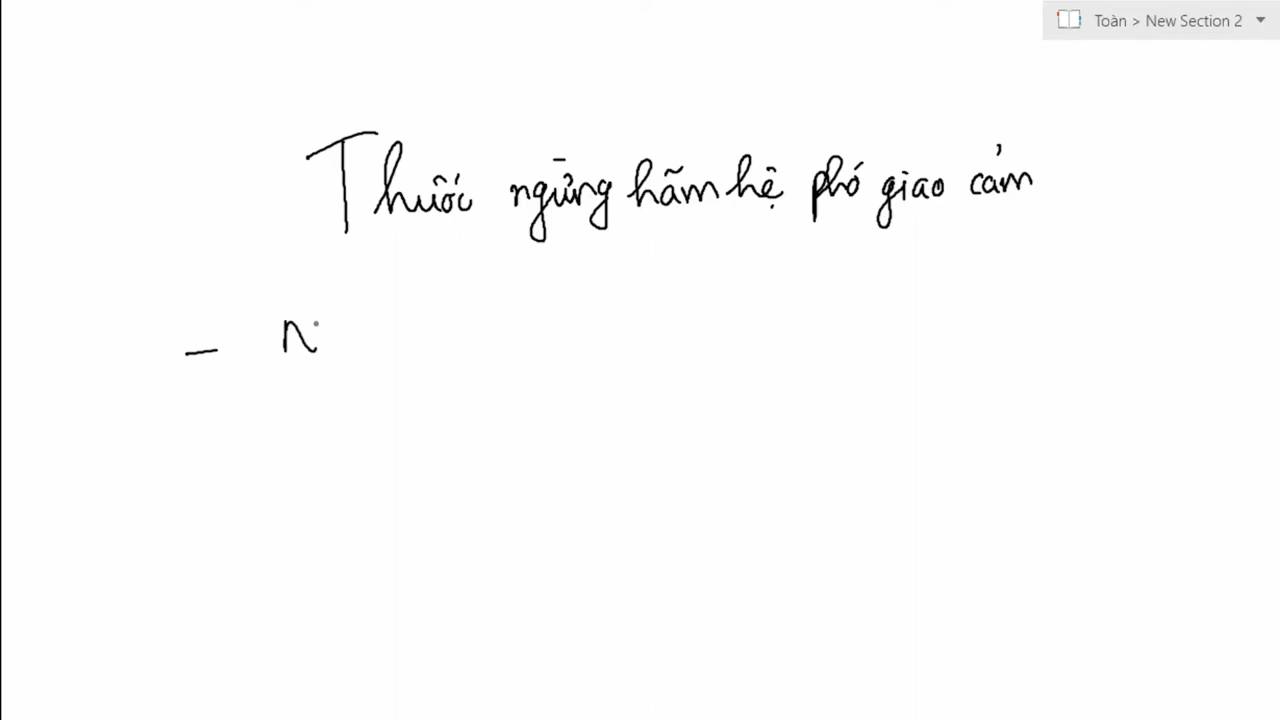 Toàn > New Section 2
Thuốc ngừng hãm hệ phó giao cảm
– N